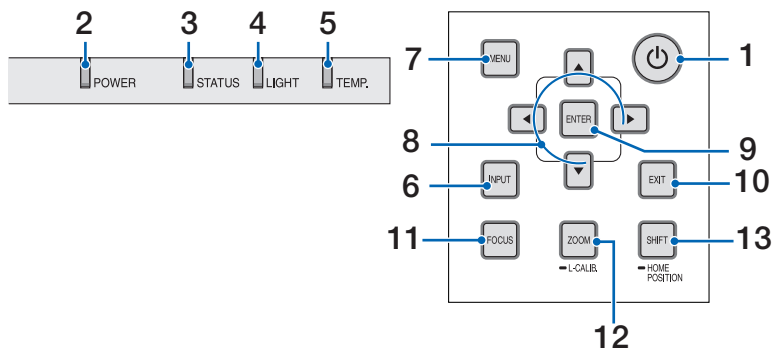 2 3 4 5
POWER STATUS LIGHT TEMP.
7 MENU 1
8 ENTER 9
6 INPUT EXIT 10
11 FOCUS ZOOM SHIFT 13
L-CALIB. HOME
POSITION
12